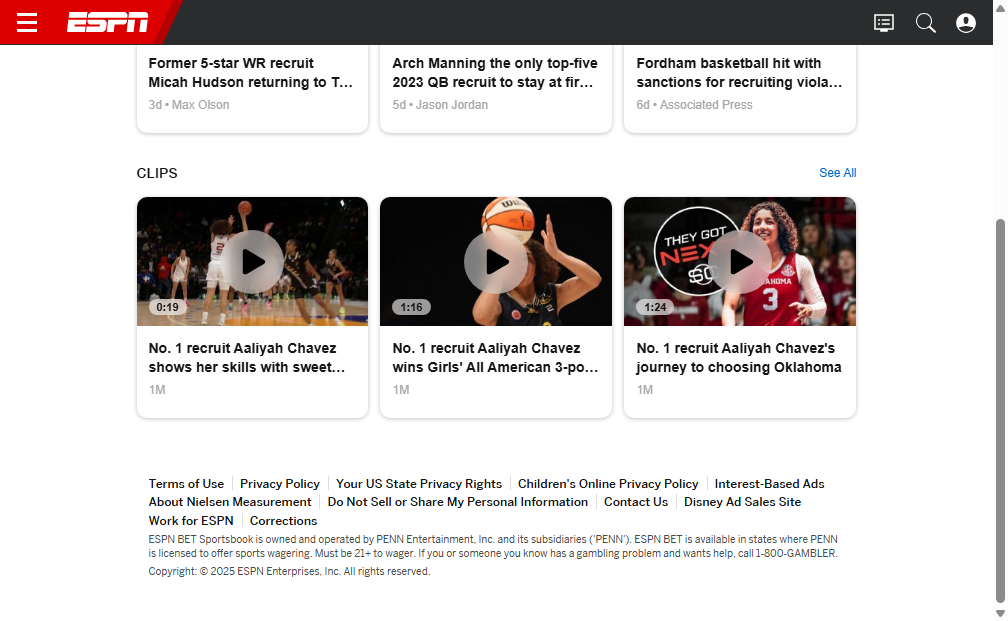 ESPN
Former 5-star WR recruit
Micah Hudson returning to T...
3d • Max Olson
Arch Manning the only top-five
2023 QB recruit to stay at fir...
5d • Jason Jordan
Fordham basketball hit with
sanctions for recruiting viola...
6d • Associated Press
CLIPS
See All
0:19
No. 1 recruit Aaliyah Chavez
shows her skills with sweet...
1M
1:16
No. 1 recruit Aaliyah Chavez
wins Girls' All American 3-po...
1M
THEY GOT
NEXT
SC
3
1:24
No. 1 recruit Aaliyah Chavez's
journey to choosing Oklahoma
1M
Terms of Use
Privacy Policy
Your US State Privacy Rights
Children's Online Privacy Policy
Interest-Based Ads
About Nielsen Measurement
Do Not Sell or Share My Personal Information
Contact Us
Disney Ad Sales Site
Work for ESPN
Corrections
ESPN BET Sportsbook is owned and operated by PENN Entertainment, Inc. and its subsidiaries ('PENN'). ESPN BET is available in states where PENN
is licensed to offer sports wagering. Must be 21+ to wager. If you or someone you know has a gambling problem and wants help, call 1-800-GAMBLER.
Copyright: © 2025 ESPN Enterprises, Inc. All rights reserved.